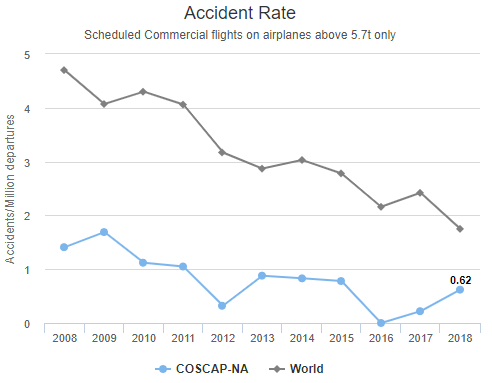 Accident Rate
Scheduled Commercial flights on airplanes above 5.7t only
Accidents/Million departures
5
4
3
2
1
0
0.62
2008 2009 2010 2011 2012 2013 2014 2015 2016 2017 2018
COSCAP-NA World